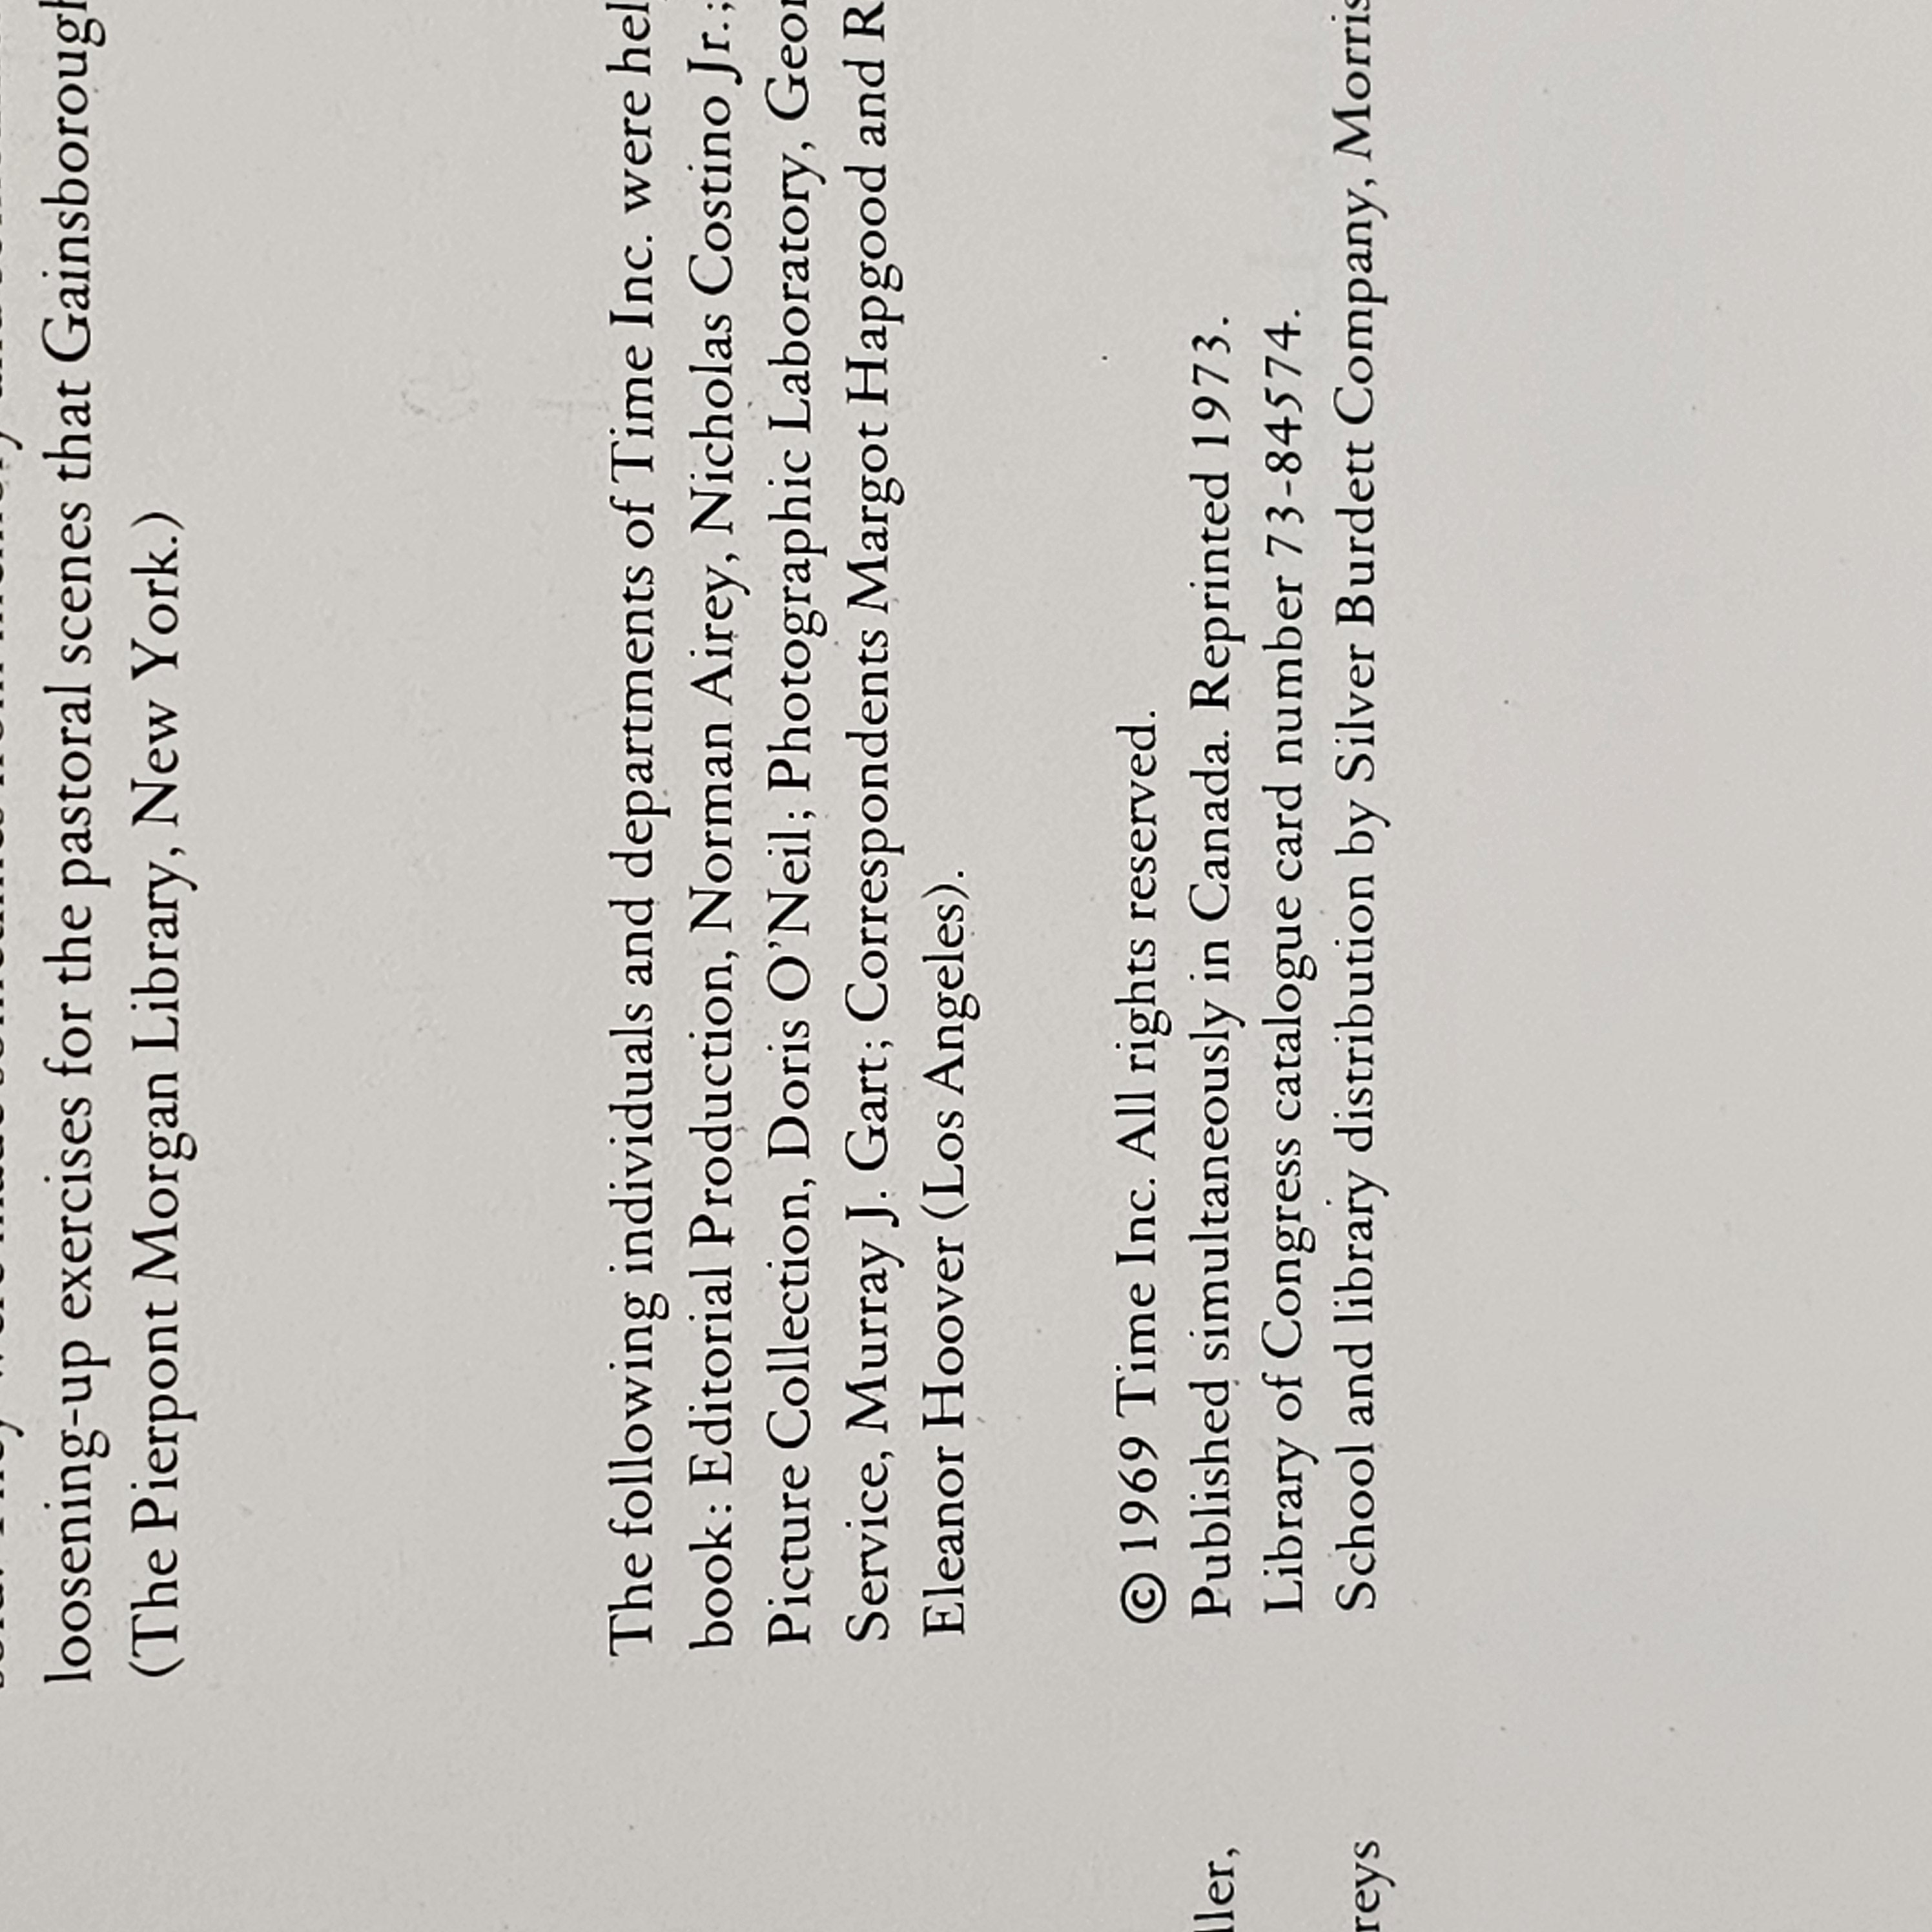 loosening-up exercises for the pastoral scenes that Gainsborough
(The Pierpont Morgan Library, New York.)
The following individuals and departments of Time Inc. were hel
book: Editorial Production, Norman Airey, Nicholas Costino Jr.;
Picture Collection, Doris O'Neil; Photographic Laboratory, Geor
Service, Murray J. Gart; Correspondents Margot Hapgood and R
Eleanor Hoover (Los Angeles).
© 1969 Time Inc. All rights reserved.
Published simultaneously in Canada. Reprinted 1973.
Library of Congress catalogue card number 73-84574.
School and library distribution by Silver Burdett Company, Morris
ller,
reys